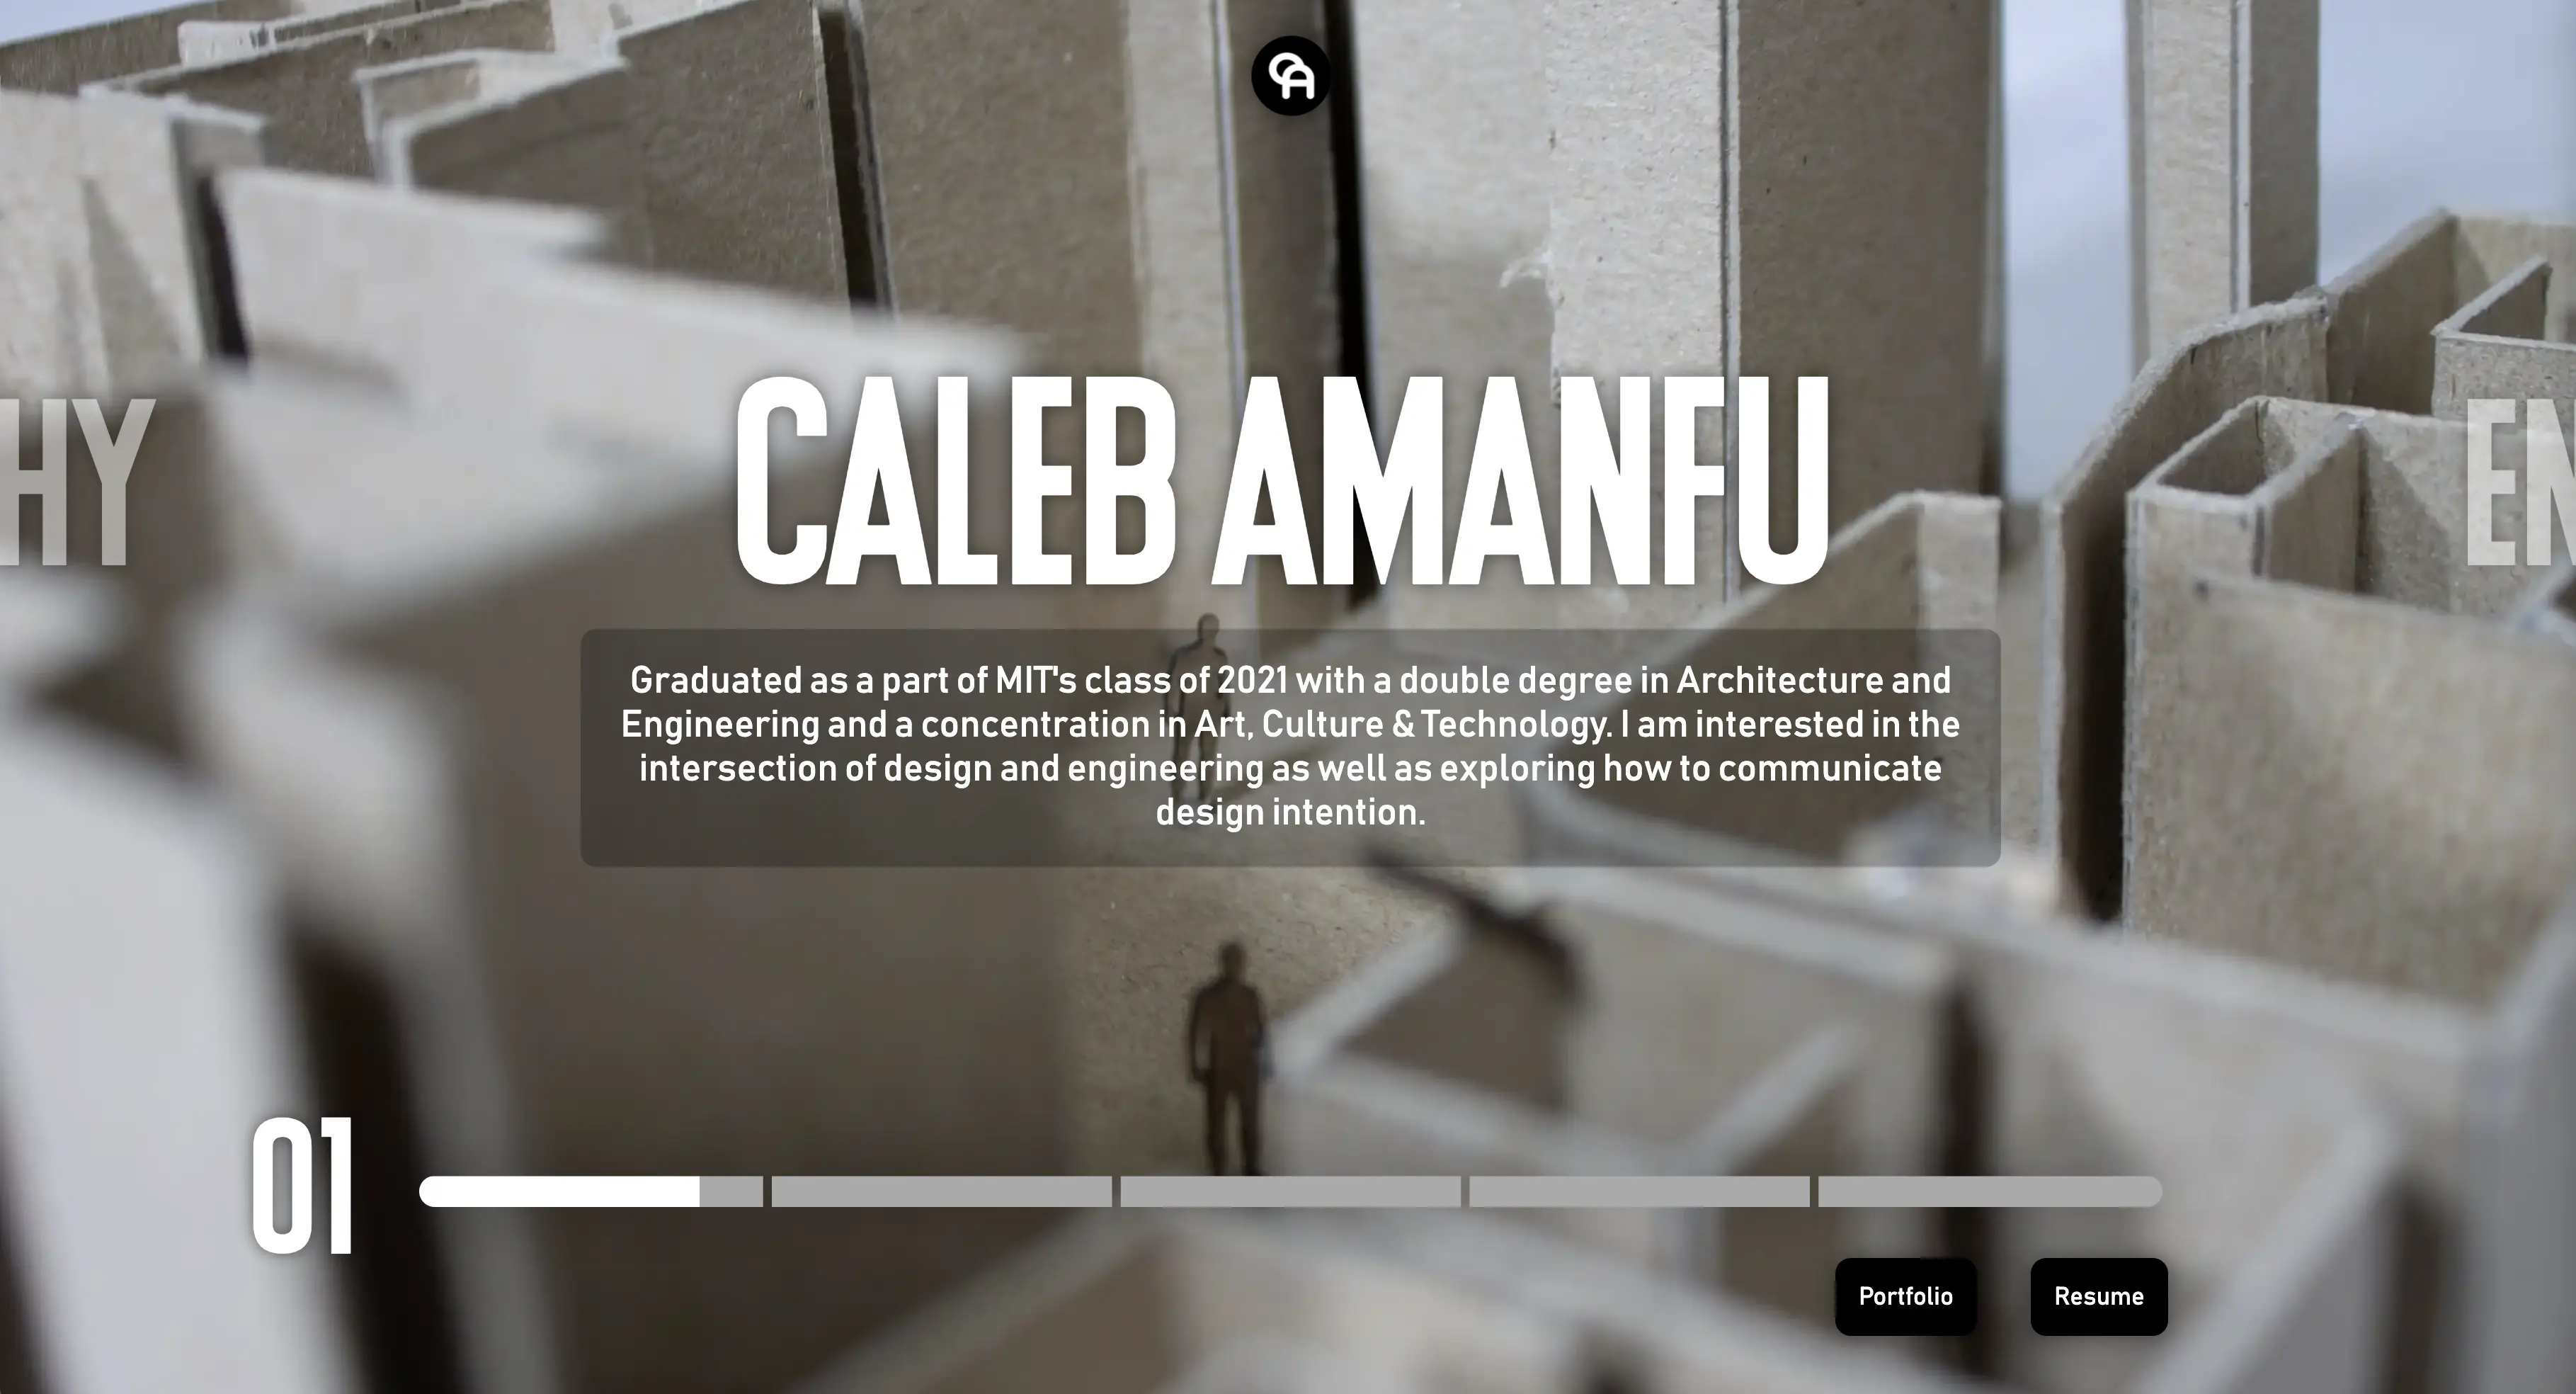 CA
HY
CALEB AMANFU
EN
Graduated as a part of MIT's class of 2021 with a double degree in Architecture and
Engineering and a concentration in Art, Culture & Technology. I am interested in the
intersection of design and engineering as well as exploring how to communicate
design intention.
01
Portfolio
Resume